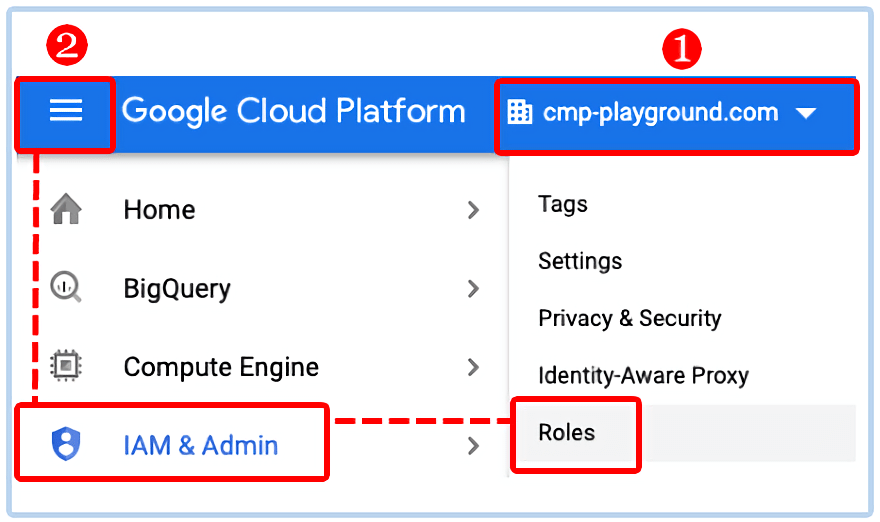 2
1
Google Cloud Platform
cmp-playground.com
Home
BigQuery
Compute Engine
IAM & Admin
Tags
Settings
Privacy & Security
Identity-Aware Proxy
Roles